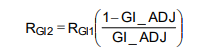 R_GI2 = R_GI1 ( (1 – GI_ADJ) / GI_ADJ )